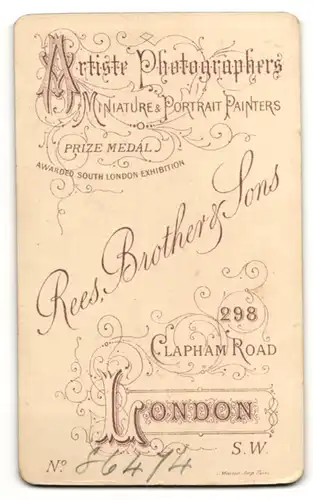 Artiste Photographers
Miniature & Portrait Painters
PRIZE MEDAL
AWARDED SOUTH LONDON EXHIBITION
Rees, Brother & Sons
298
CLAPHAM ROAD
LONDON
S.W.
No. 86474